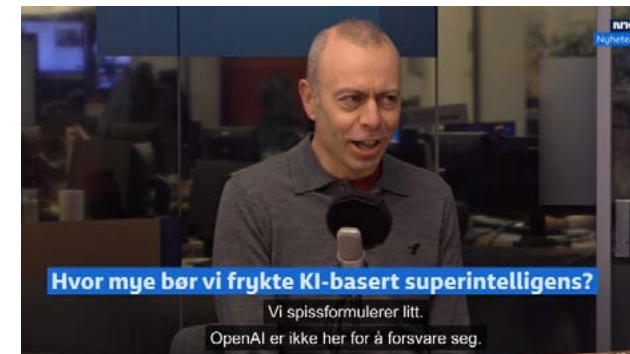 NRK
Nyheter
Hvor mye bør vi frykte KI-basert superintelligens?
Vi spissformulerer litt.
OpenAI er ikke her for å forsvare seg.